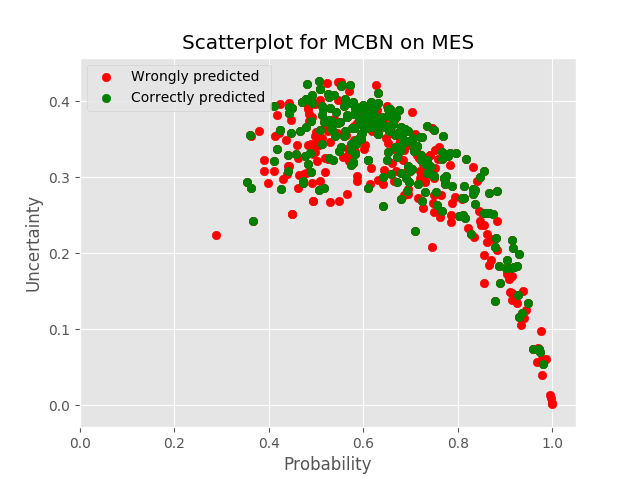 Scatterplot for MCBN on MES
Wrongly predicted
Correctly predicted
Uncertainty
0.4
0.3
0.2
0.1
0.0
0.0 0.2 0.4 0.6 0.8 1.0
Probability